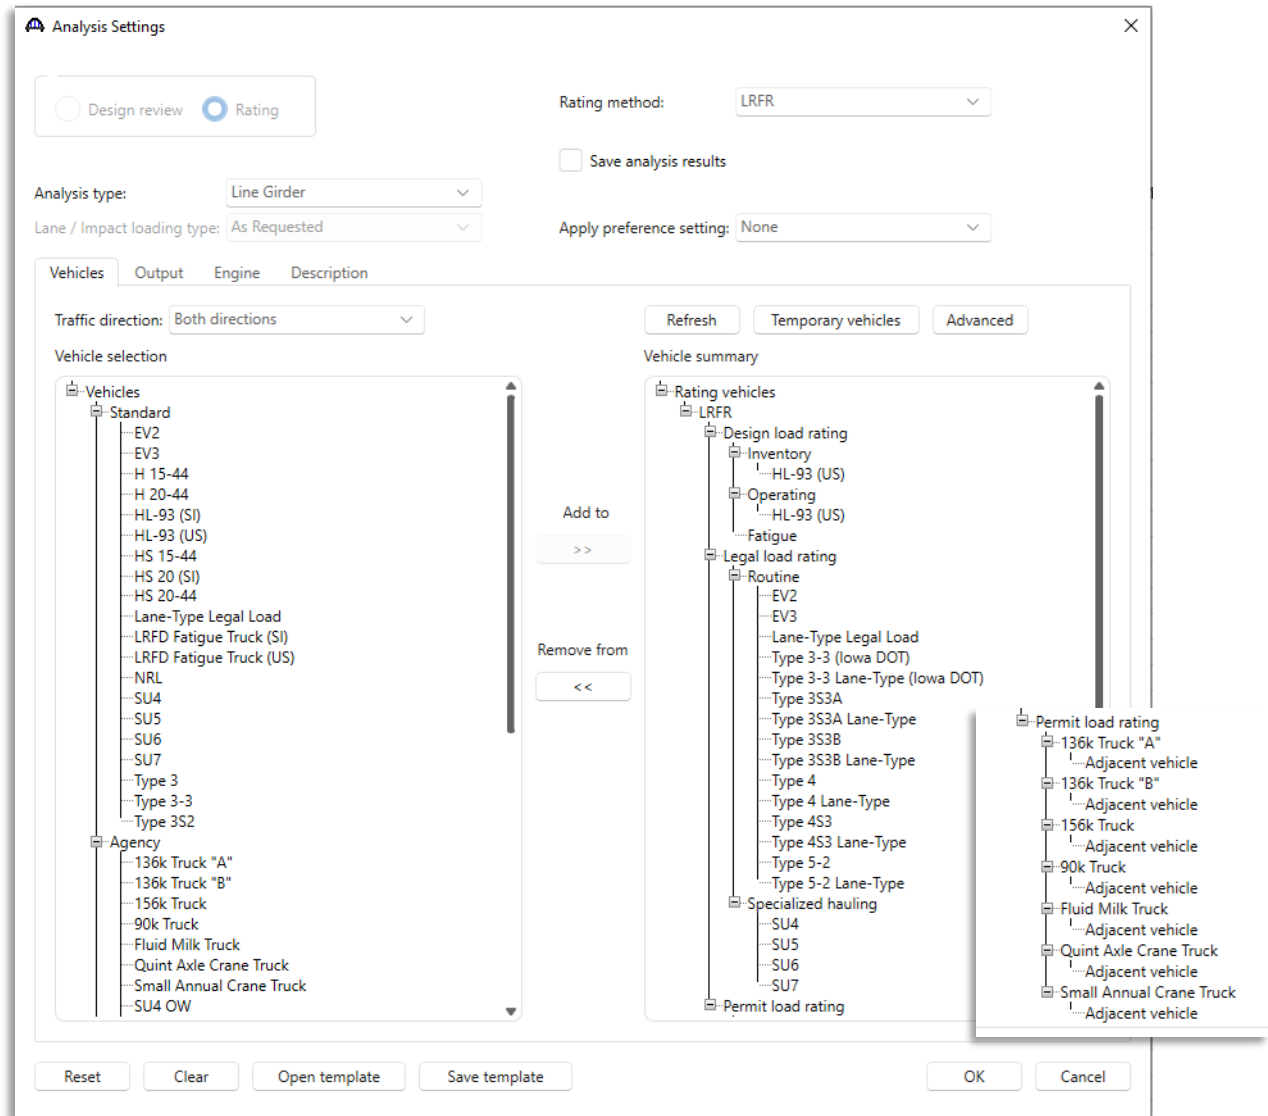 Analysis Settings
Design review
Rating
Rating method:
LRFR
Save analysis results
Analysis type:
Line Girder
Lane / Impact loading type:
As Requested
Apply preference setting:
None
Vehicles
Output
Engine
Description
Traffic direction:
Both directions
Refresh
Temporary vehicles
Advanced
Vehicle selection
Vehicles
Standard
EV2
EV3
H 15-44
H 20-44
HL-93 (SI)
HL-93 (US)
HS 15-44
HS 20 (SI)
HS 20-44
Lane-Type Legal Load
LRFD Fatigue Truck (SI)
LRFD Fatigue Truck (US)
NRL
SU4
SU5
SU6
SU7
Type 3
Type 3-3
Type 3S2
Agency
136k Truck "A"
136k Truck "B"
156k Truck
90k Truck
Fluid Milk Truck
Quint Axle Crane Truck
Small Annual Crane Truck
SU4 OW
Add to
>>
Remove from
<<
Vehicle summary
Rating vehicles
LRFR
Design load rating
Inventory
HL-93 (US)
Operating
HL-93 (US)
Fatigue
Legal load rating
Routine
EV2
EV3
Lane-Type Legal Load
Type 3-3 (Iowa DOT)
Type 3-3 Lane-Type (Iowa DOT)
Type 3S3A
Type 3S3A Lane-Type
Type 3S3B
Type 3S3B Lane-Type
Type 4
Type 4 Lane-Type
Type 4S3
Type 4S3 Lane-Type
Type 5-2
Type 5-2 Lane-Type
Specialized hauling
SU4
SU5
SU6
SU7
Permit load rating
Permit load rating
136k Truck "A"
Adjacent vehicle
136k Truck "B"
Adjacent vehicle
156k Truck
Adjacent vehicle
90k Truck
Adjacent vehicle
Fluid Milk Truck
Adjacent vehicle
Quint Axle Crane Truck
Adjacent vehicle
Small Annual Crane Truck
Adjacent vehicle
Reset
Clear
Open template
Save template
OK
Cancel